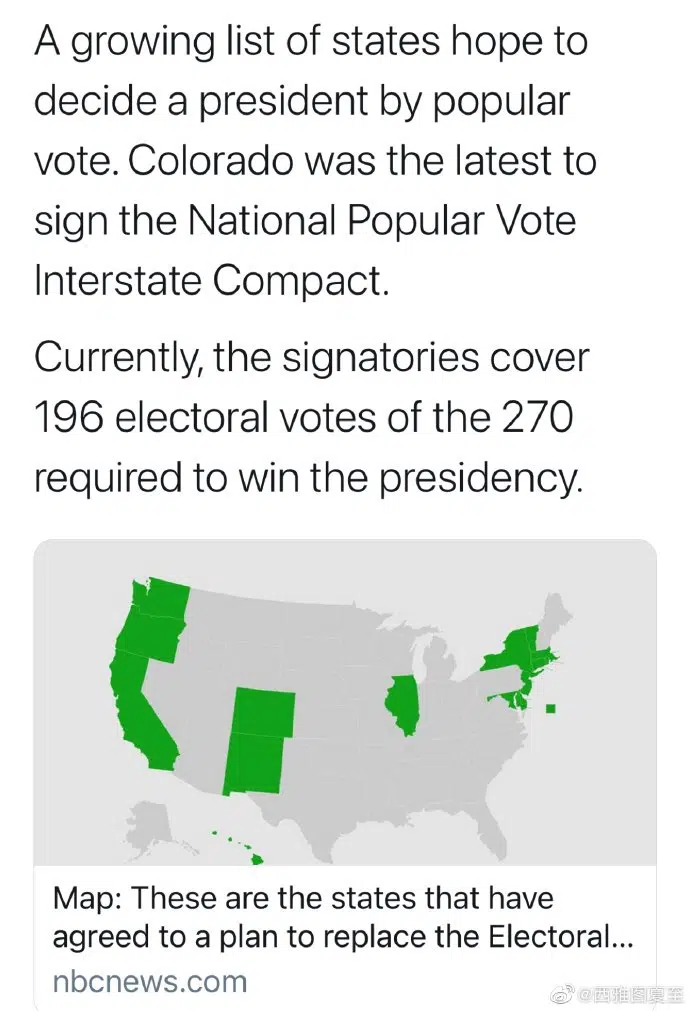 A growing list of states hope to
decide a president by popular
vote. Colorado was the latest to
sign the National Popular Vote
Interstate Compact.
Currently, the signatories cover
196 electoral votes of the 270
required to win the presidency.
Map: These are the states that have
agreed to a plan to replace the Electoral...
nbcnews.com
@西雅图夏至